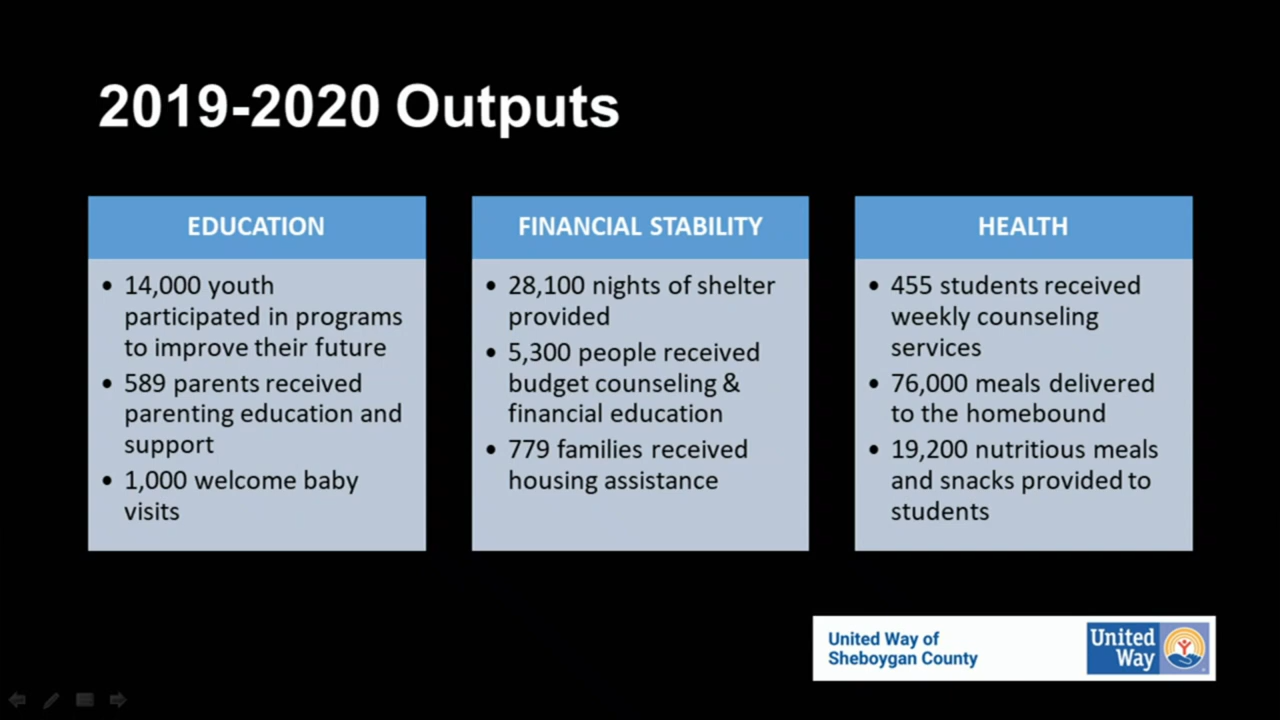 2019-2020 Outputs
EDUCATION
• 14,000 youth
participated in programs
to improve their future
• 589 parents received
parenting education and
support
• 1,000 welcome baby
visits
FINANCIAL STABILITY
• 28,100 nights of shelter
provided
• 5,300 people received
budget counseling &
financial education
• 779 families received
housing assistance
HEALTH
• 455 students received
weekly counseling
services
• 76,000 meals delivered
to the homebound
• 19,200 nutritious meals
and snacks provided to
students
United Way of
Sheboygan County
United
Way